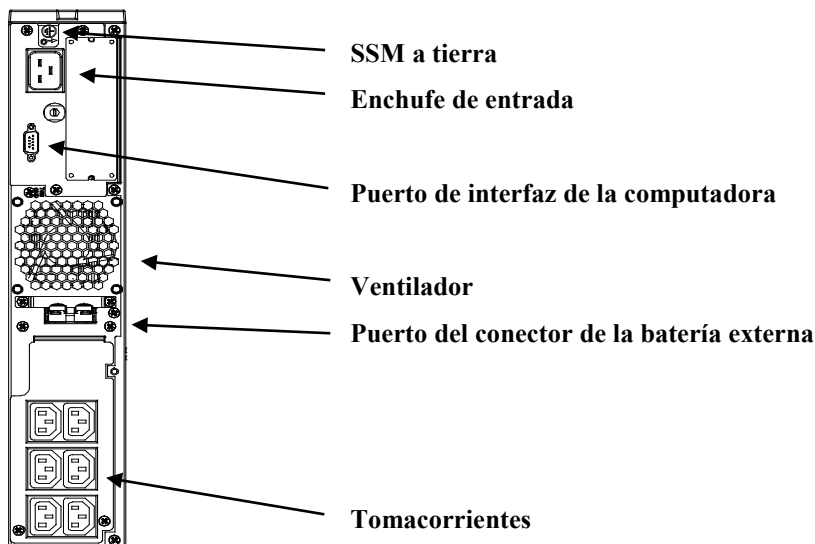 SSM a tierra
Enchufe de entrada
Puerto de interfaz de la computadora
Ventilador
Puerto del conector de la batería externa
Tomacorrientes